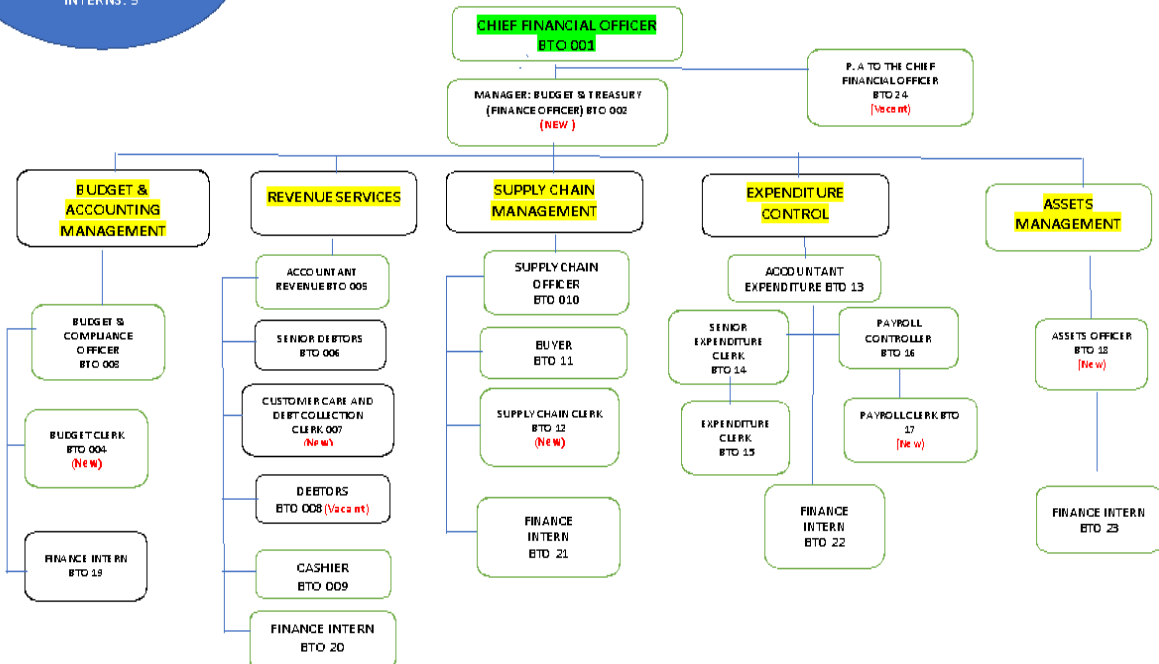 INTERNS: 5
CHIEF FINANCIAL OFFICER
BTO 001
P.A TO THE CHIEF
FINANCIAL OFFICER
BTO 24
(Vacant)
MANAGER: BUDGET & TREASURY
(FINANCE OFFICER) BTO 002
(NEW )
BUDGET &
ACCOUNTING
MANAGEMENT
REVENUE SERVICES
SUPPLY CHAIN
MANAGEMENT
EXPENDITURE
CONTROL
ASSETS
MANAGEMENT
BUDGET &
COMPLIANCE
OFFICER
BTO 003
BUDGET CLERK
BTO 004
(New)
FINANCE INTERN
BTO 19
ACCOUNTANT
REVENUE BTO 005
SENIOR DEBTORS
BTO 006
CUSTOMER CARE AND
DEBT COLLECTION
CLERK 007
(New)
DEBTORS
BTO 008 (Vacant)
CASHIER
BTO 009
FINANCE INTERN
BTO 20
SUPPLY CHAIN
OFFICER
BTO 010
BUYER
BTO 11
SUPPLY CHAIN CLERK
BTO 12
(New)
FINANCE
INTERN
BTO 21
ACCOUNTANT
EXPENDITURE BTO 13
SENIOR
EXPENDITURE
CLERK
BTO 14
EXPENDITURE
CLERK
BTO 15
PAYROLL
CONTROLLER
BTO 16
PAYROLL CLERK BTO
17
(New)
FINANCE
INTERN
BTO 22
ASSETS OFFICER
BTO 18
(New)
FINANCE INTERN
BTO 23